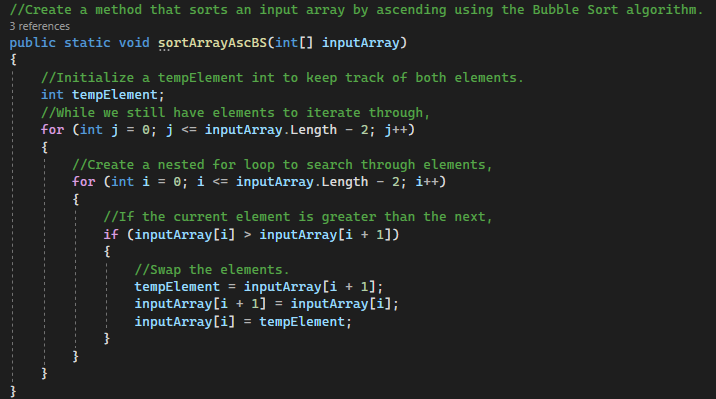 //Create a method that sorts an input array by ascending using the Bubble Sort algorithm.
3 references
public static void sortArrayAscBS(int[] inputArray)
{
    //Initialize a tempElement int to keep track of both elements.
    int tempElement;
    //While we still have elements to iterate through,
    for (int j = 0; j <= inputArray.Length - 2; j++)
    {
        //Create a nested for loop to search through elements,
        for (int i = 0; i <= inputArray.Length - 2; i++)
        {
            //If the current element is greater than the next,
            if (inputArray[i] > inputArray[i + 1])
            {
                //Swap the elements.
                tempElement = inputArray[i + 1];
                inputArray[i + 1] = inputArray[i];
                inputArray[i] = tempElement;
            }
        }
    }
}